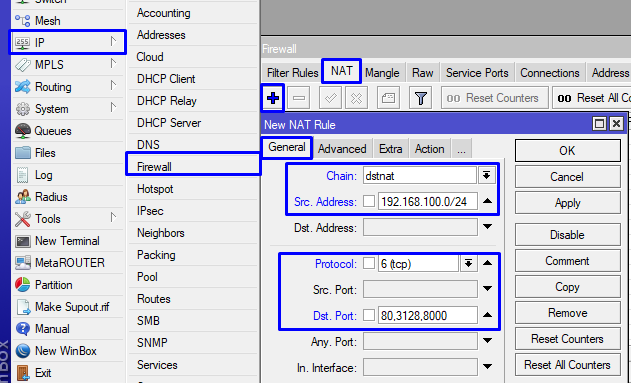 Switch
Mesh
IP
MPLS
Routing
System
Queues
Files
Log
Radius
Tools
New Terminal
MetaROUTER
Partition
Make Supout.rif
Manual
New WinBox
Exit
Accounting
Addresses
Cloud
DHCP Client
DHCP Relay
DHCP Server
DNS
Firewall
Hotspot
IPsec
Neighbors
Packing
Pool
Routes
SMB
SNMP
Services
Firewall
Filter Rules NAT Mangle Raw Service Ports Connections Address
00 Reset Counters 00 Reset All Co
New NAT Rule
General Advanced Extra Action ...
Chain: dstnat
Src. Address: 192.168.100.0/24
Dst. Address:
Protocol: 6 (tcp)
Src. Port:
Dst. Port: 80,3128,8000
Any. Port:
In. Interface:
OK
Cancel
Apply
Disable
Comment
Copy
Remove
Reset Counters
Reset All Counters